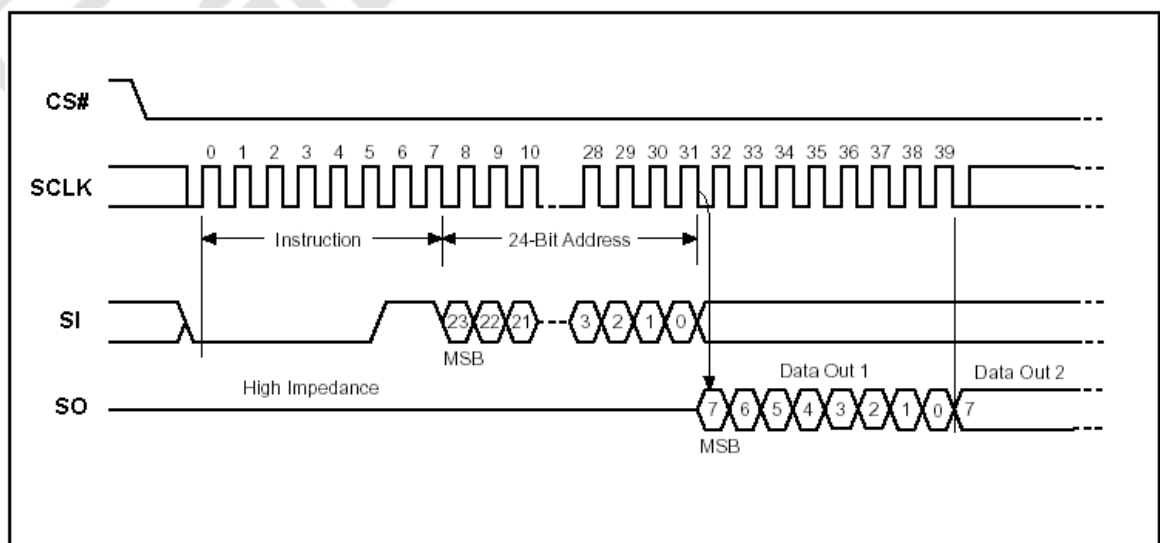 CS#
0 1 2 3 4 5 6 7 8 9 10 28 29 30 31 32 33 34 35 36 37 38 39
SCLK
Instruction 24-Bit Address
SI
23 22 21 3 2 1 0
MSB
Data Out 1 Data Out 2
High Impedance
SO
7 6 5 4 3 2 1 0 7
MSB